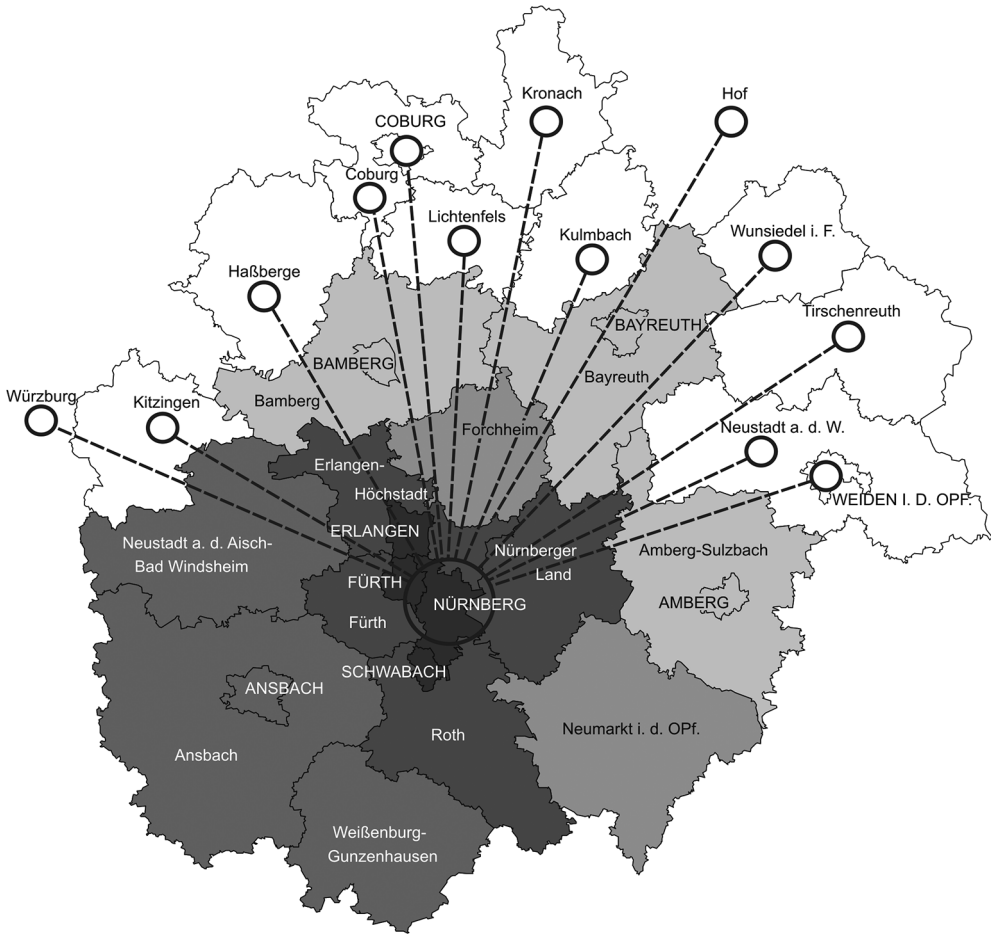 Kronach
Hof
COBURG
Coburg
Lichtenfels
Kulmbach
Wunsiedel i. F.
Haßberge
Tirschenreuth
BAYREUTH
BAMBERG
Bayreuth
Würzburg
Kitzingen
Bamberg
Forchheim
Neustadt a. d. W.
Erlangen-
Höchstadt
WEIDEN I. D. OPF.
ERLANGEN
Neustadt a. d. Aisch-
Bad Windsheim
Nürnberger
Land
Amberg-Sulzbach
FÜRTH
NÜRNBERG
AMBERG
Fürth
SCHWABACH
ANSBACH
Ansbach
Roth
Neumarkt i. d. OPf.
Weißenburg-
Gunzenhausen